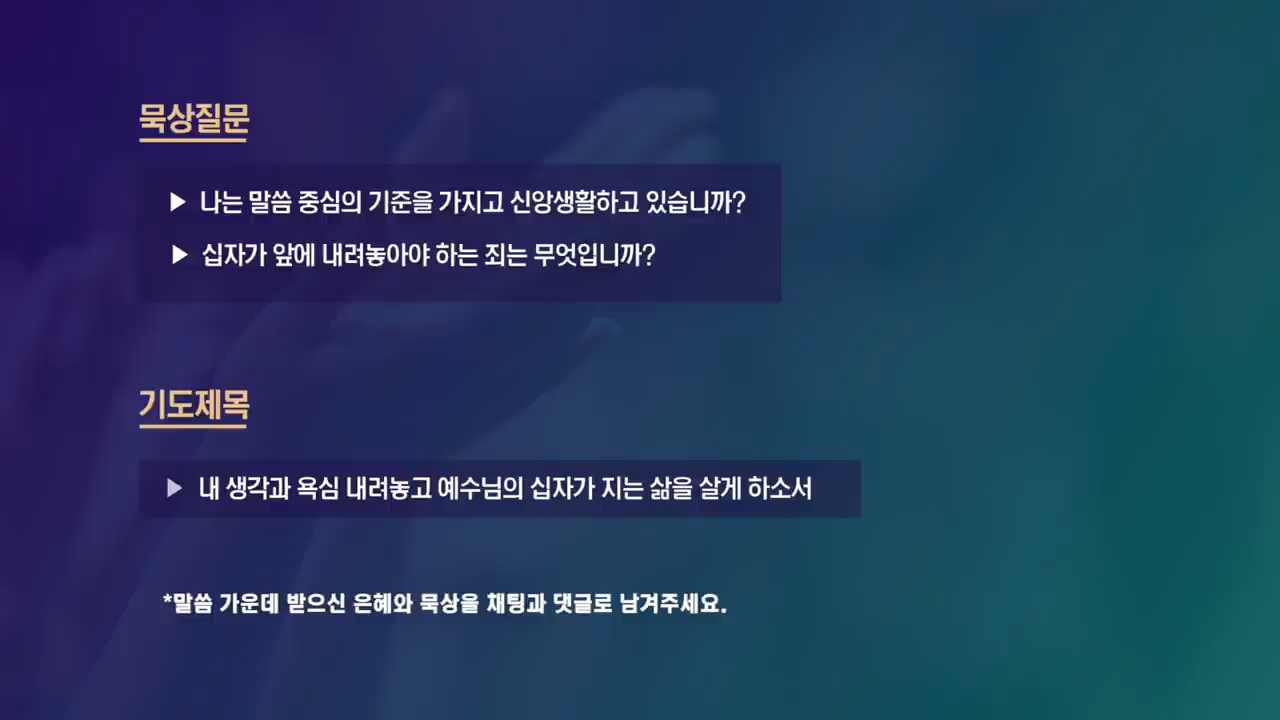 묵상질문
▶ 나는 말씀 중심의 기준을 가지고 신앙생활하고 있습니까?
▶ 십자가 앞에 내려놓아야 하는 죄는 무엇입니까?
기도제목
▶ 내 생각과 욕심 내려놓고 예수님의 십자가 지는 삶을 살게 하소서
*말씀 가운데 받으신 은혜와 묵상을 채팅과 댓글로 남겨주세요.